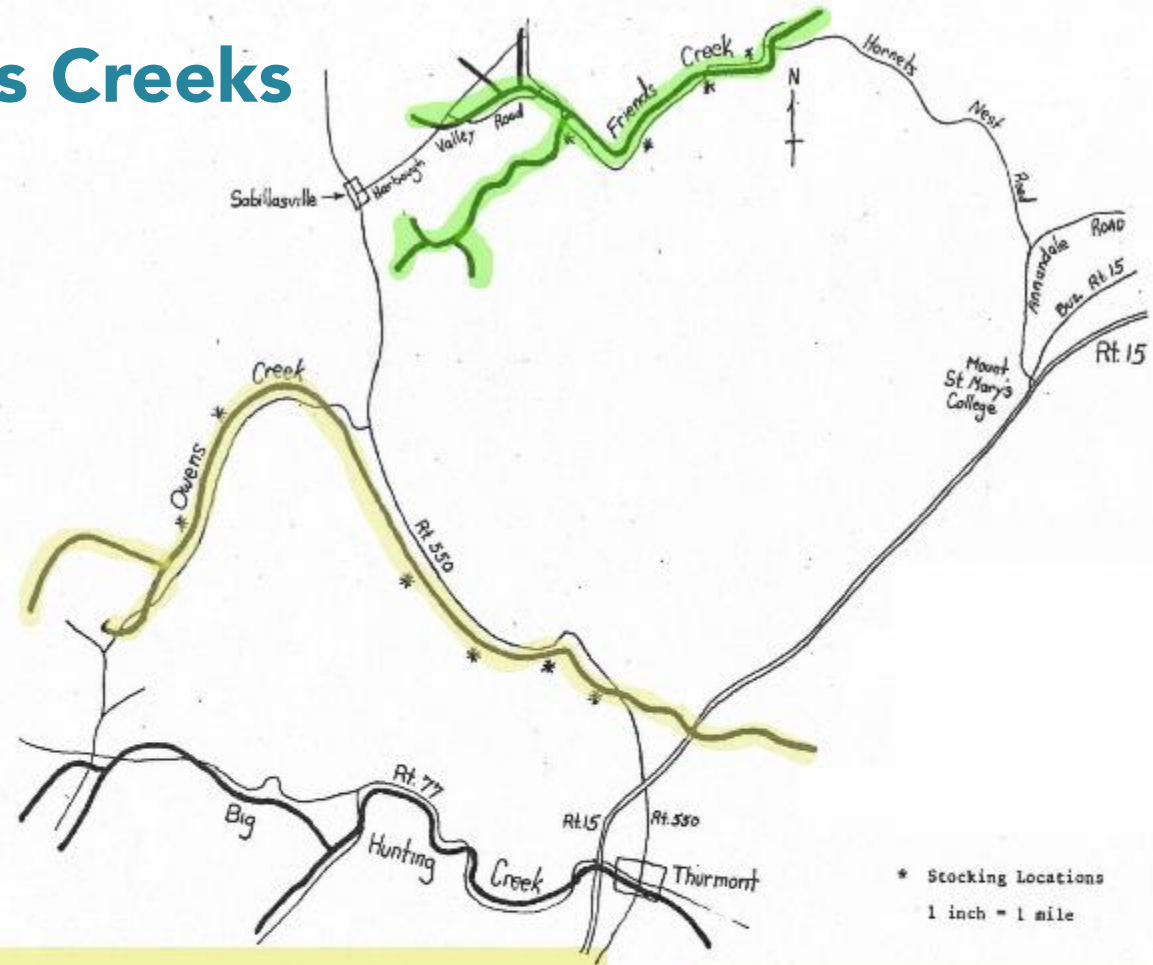 s Creeks
Hornets
Nest
Road
Friends
Creek *
N
Harbaugh
Valley
Road
Sabillasville
Annandale
ROAD
Bus. Rt. 15
Rt. 15
Mount
St. Mary's
College
Creek
Owens
Rt. 550
Rt. 77
Big
Hunting
Creek
Rt. 15
Rt. 550
Thurmont
* Stocking Locations
1 inch = 1 mile